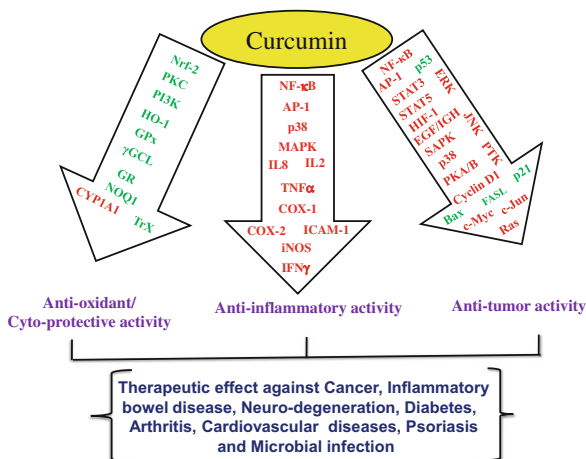 Curcumin
Nrf-2
PKC
PI3K
HO-1
GPx
γGCL
GR
NOQ1
CYP1A1
TrX
NF-κB
AP-1
p38
MAPK
IL8 IL2
TNFα
COX-1
COX-2 ICAM-1
iNOS
IFNγ
NF-κB
p53
AP-1
ERK
STAT3
STAT5
HIF-1
JNK
EGF/IGH
SAPK
PTK
p38
PKA/B
p21
Cyclin D1
FASL
Bax
c-Jun
c-Myc
Ras
Anti-oxidant/
Cyto-protective activity
Anti-inflammatory activity
Anti-tumor activity
Therapeutic effect against Cancer, Inflammatory
bowel disease, Neuro-degeneration, Diabetes,
Arthritis, Cardiovascular diseases, Psoriasis
and Microbial infection